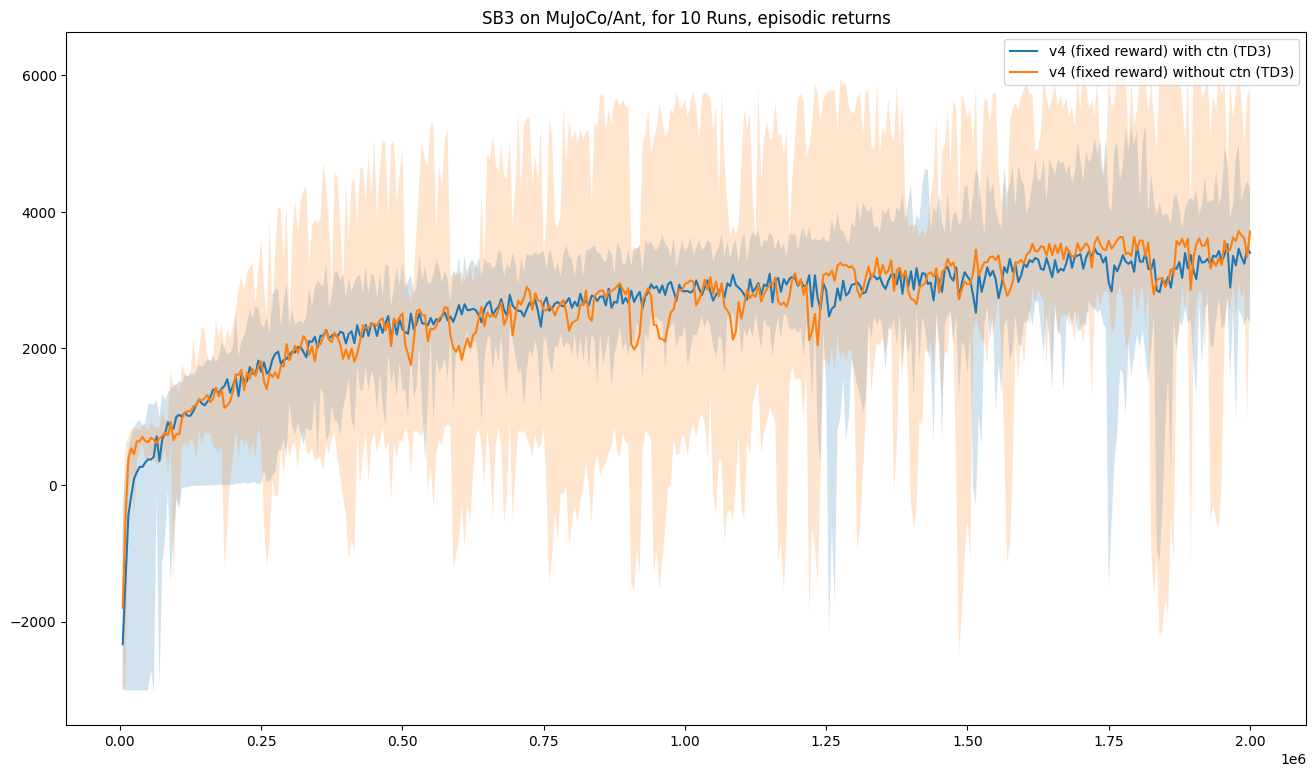 SB3 on MuJoCo/Ant, for 10 Runs, episodic returns
v4 (fixed reward) with ctn (TD3)
v4 (fixed reward) without ctn (TD3)
6000
4000
2000
0
−2000
0.00 0.25 0.50 0.75 1.00 1.25 1.50 1.75 2.00
1e6